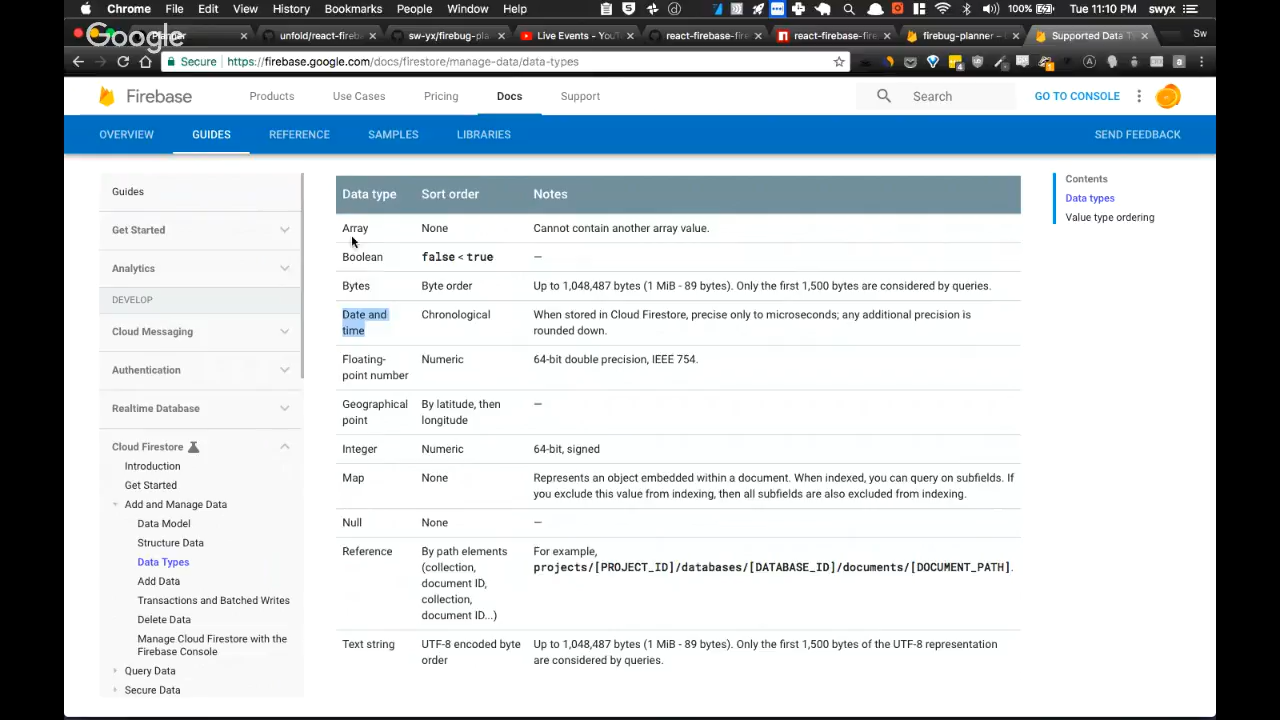 Chrome File Edit View History Bookmarks People Window Help 100% Tue 11:10 PM swyx
Google
unfold/react-firebas sw-yx/firebug-pla Live Events - YouT react-firebase-fire react-firebase-fire firebug-planner – Supported Data T Sw
Secure https://firebase.google.com/docs/firestore/manage-data/data-types
Firebase Products Use Cases Pricing Docs Support Search GO TO CONSOLE
OVERVIEW GUIDES REFERENCE SAMPLES LIBRARIES SEND FEEDBACK
Guides
Get Started
Analytics
DEVELOP
Cloud Messaging
Authentication
Realtime Database
Cloud Firestore
Introduction
Get Started
Add and Manage Data
Data Model
Structure Data
Data Types
Add Data
Transactions and Batched Writes
Delete Data
Manage Cloud Firestore with the
Firebase Console
Query Data
Secure Data
Data type Sort order Notes
Array None Cannot contain another array value.
Boolean false < true –
Bytes Byte order Up to 1,048,487 bytes (1 MiB - 89 bytes). Only the first 1,500 bytes are considered by queries.
Date and Chronological When stored in Cloud Firestore, precise only to microseconds; any additional precision is
time rounded down.
Floating- Numeric 64-bit double precision, IEEE 754.
point number
Geographical By latitude, then –
point longitude
Integer Numeric 64-bit, signed
Map None Represents an object embedded within a document. When indexed, you can query on subfields. If
you exclude this value from indexing, then all subfields are also excluded from indexing.
Null None –
Reference By path elements For example,
(collection, projects/[PROJECT_ID]/databases/[DATABASE_ID]/documents/[DOCUMENT_PATH].
document ID,
collection,
document ID...)
Text string UTF-8 encoded byte Up to 1,048,487 bytes (1 MiB - 89 bytes). Only the first 1,500 bytes of the UTF-8 representation
order are considered by queries.
Contents
Data types
Value type ordering